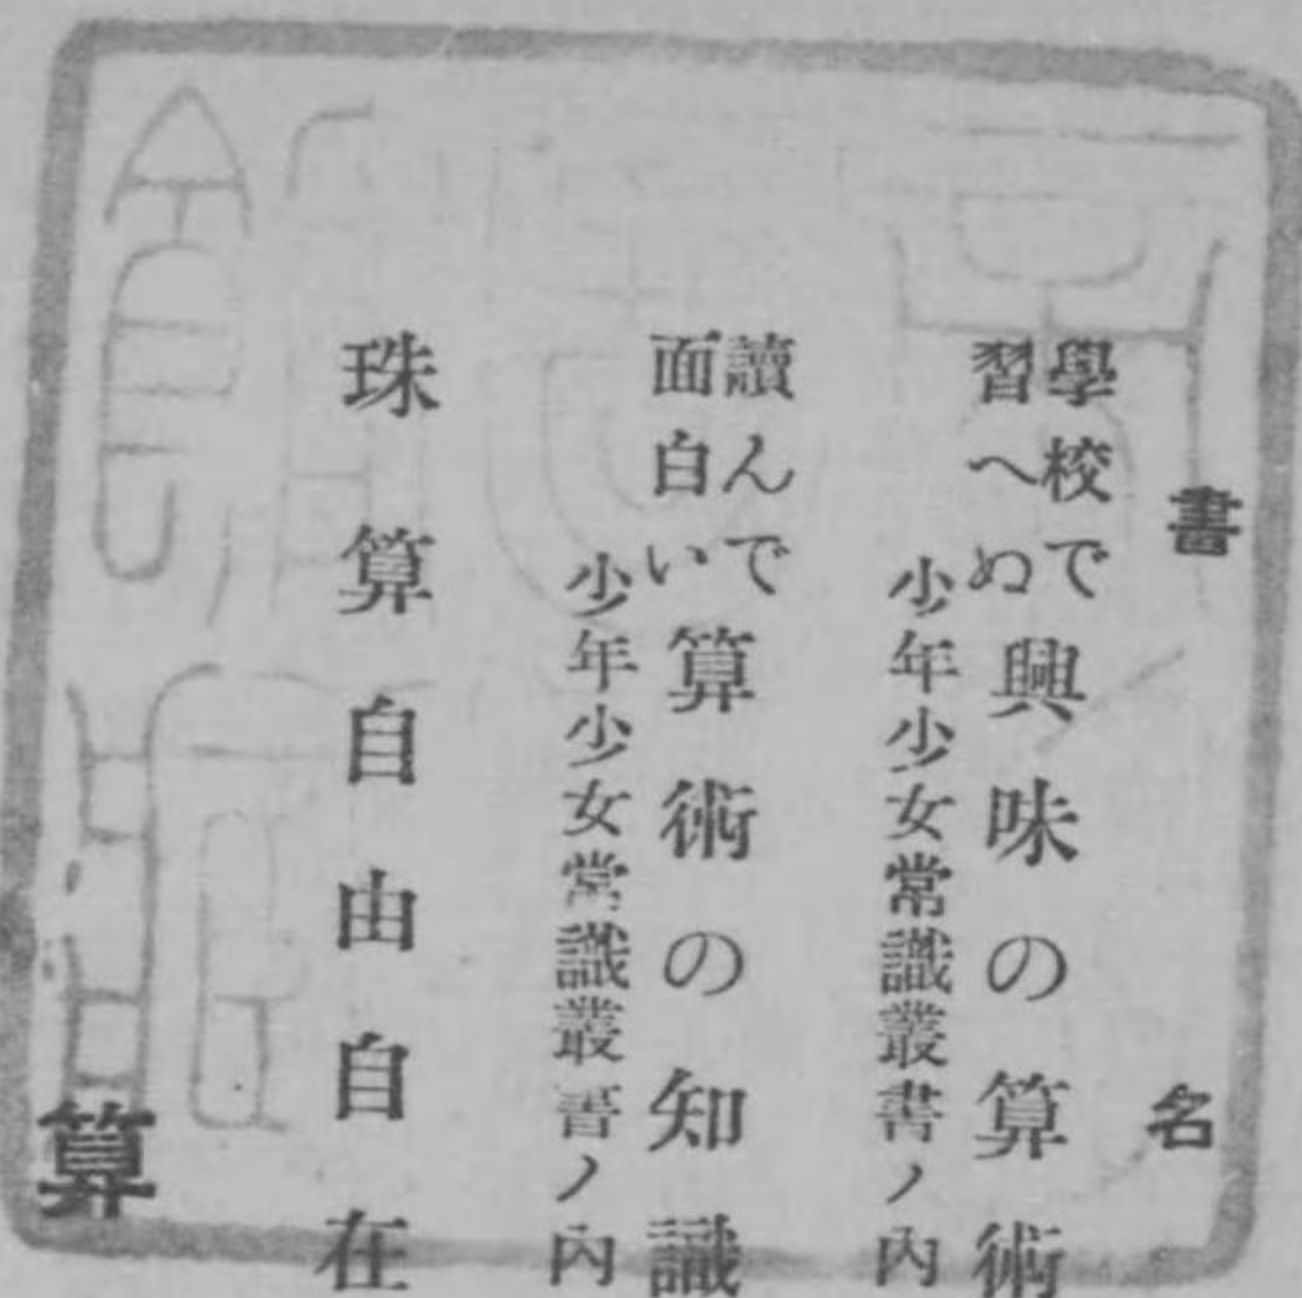 書名
學校で習へぬ興味の算術
少年少女常識叢書ノ內
讀んで面白い算術の知識
少年少女常識叢書ノ內
珠算自由自在
算